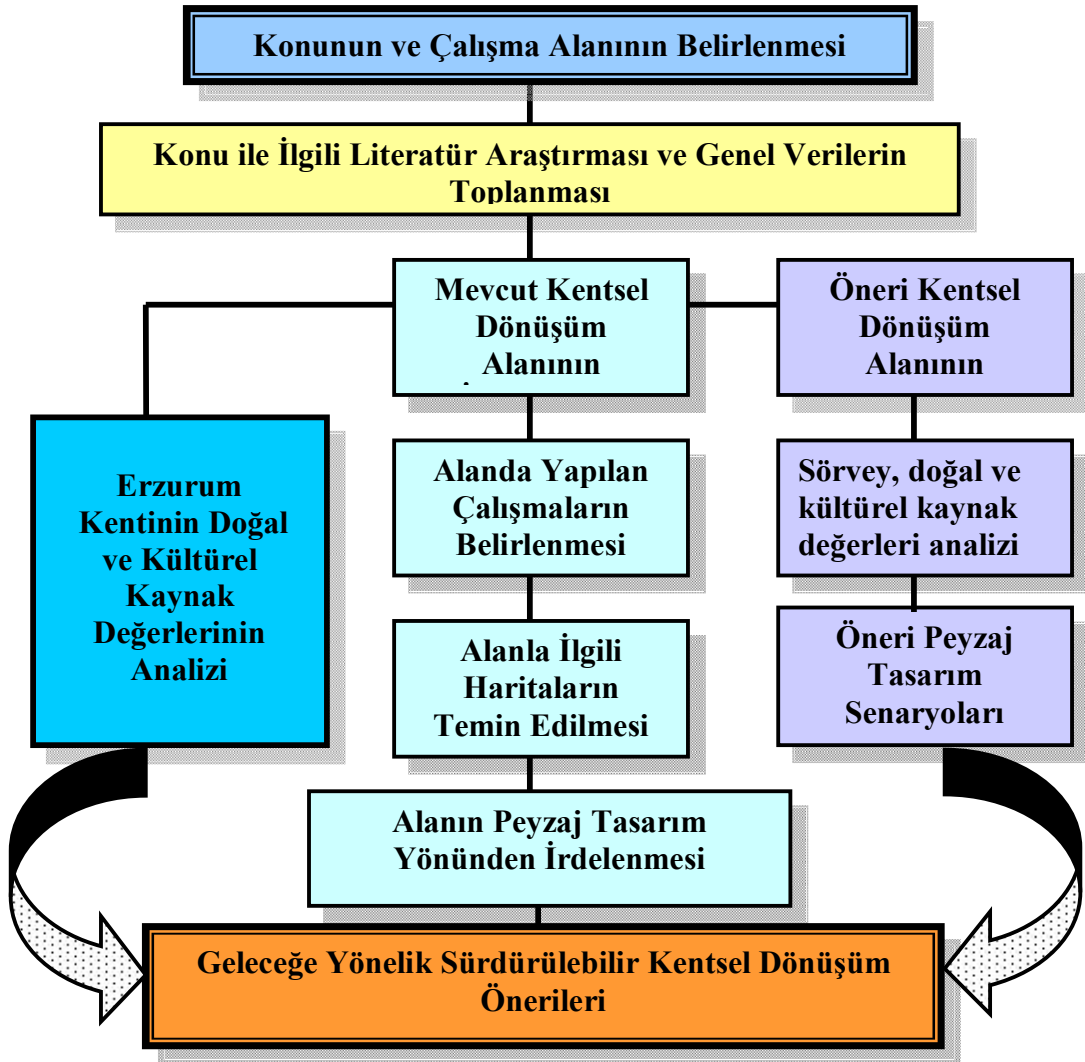 Konunun ve Çalışma Alanının Belirlenmesi
Konu ile İlgili Literatür Araştırması ve Genel Verilerin
Toplanması
Mevcut Kentsel
Dönüşüm
Alanının
Öneri Kentsel
Dönüşüm
Alanının
Erzurum
Kentinin Doğal
ve Kültürel
Kaynak
Değerlerinin
Analizi
Alanda Yapılan
Çalışmaların
Belirlenmesi
Sörvey, doğal ve
kültürel kaynak
değerleri analizi
Alanla İlgili
Haritaların
Temin Edilmesi
Öneri Peyzaj
Tasarım
Senaryoları
Alanın Peyzaj Tasarım
Yönünden İrdelenmesi
Geleceğe Yönelik Sürdürülebilir Kentsel Dönüşüm
Önerileri